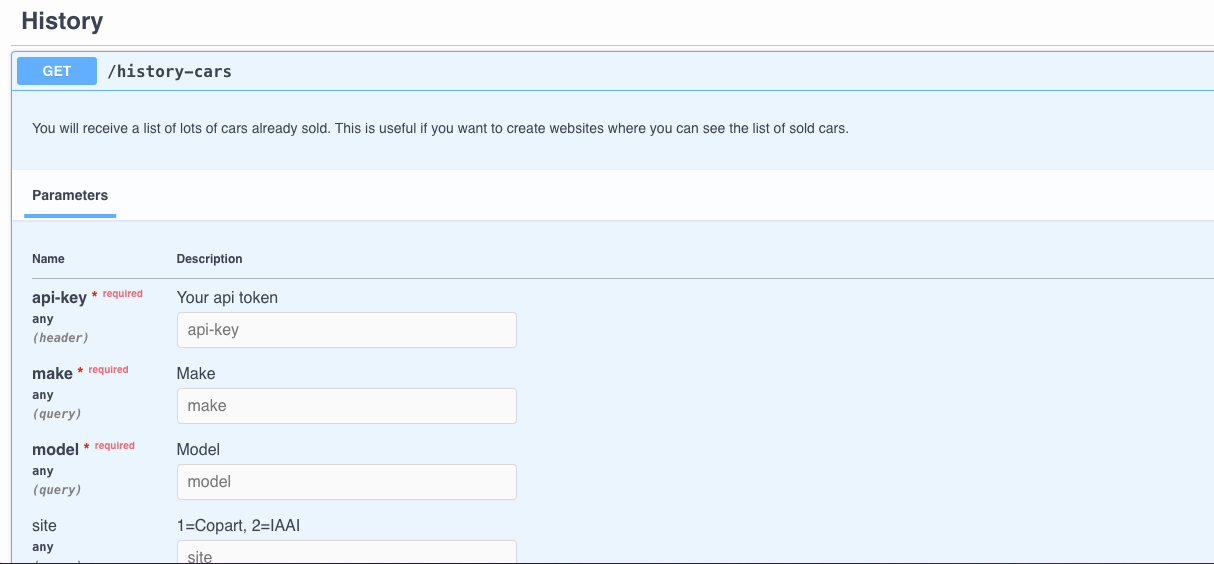 History
GET /history-cars
You will receive a list of lots of cars already sold. This is useful if you want to create websites where you can see the list of sold cars.
Parameters
Name Description
api-key * required Your api token
any api-key
(header)
make * required Make
any make
(query)
model * required Model
any model
(query)
site 1=Copart, 2=IAAI
any site